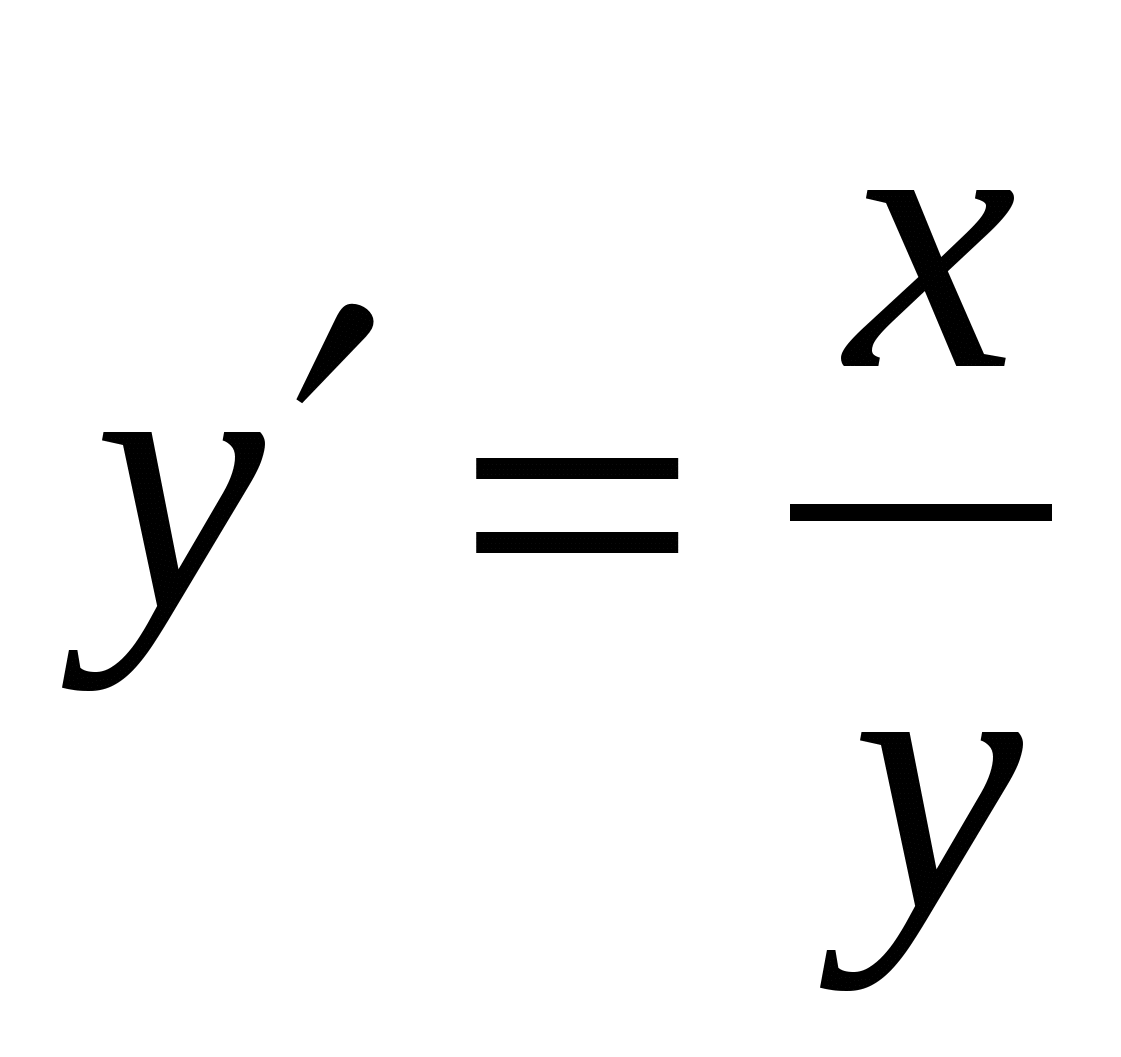 y′ = x/y